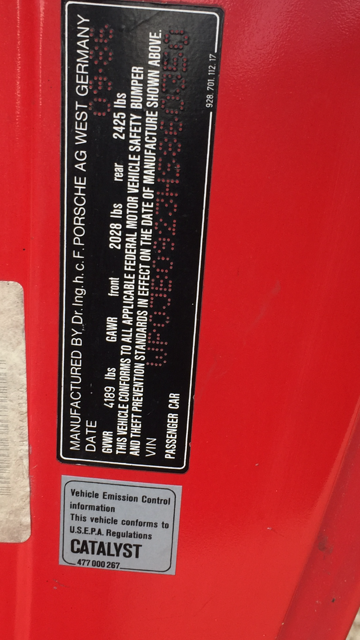 MANUFACTURED BY Dr. Ing. h. c. F. PORSCHE AG WEST GERMANY
DATE
GVWR 4189 lbs GAWR front 2028 lbs rear 2425 lbs
THIS VEHICLE CONFORMS TO ALL APPLICABLE FEDERAL MOTOR VEHICLE SAFETY BUMPER
AND THEFT PREVENTION STANDARDS IN EFFECT ON THE DATE OF MANUFACTURE SHOWN ABOVE.
VIN
PASSENGER CAR
928. 701. 112. 17
Vehicle Emission Control
information
This vehicle conforms to
U.S.E.P.A. Regulations
CATALYST
477 000 267